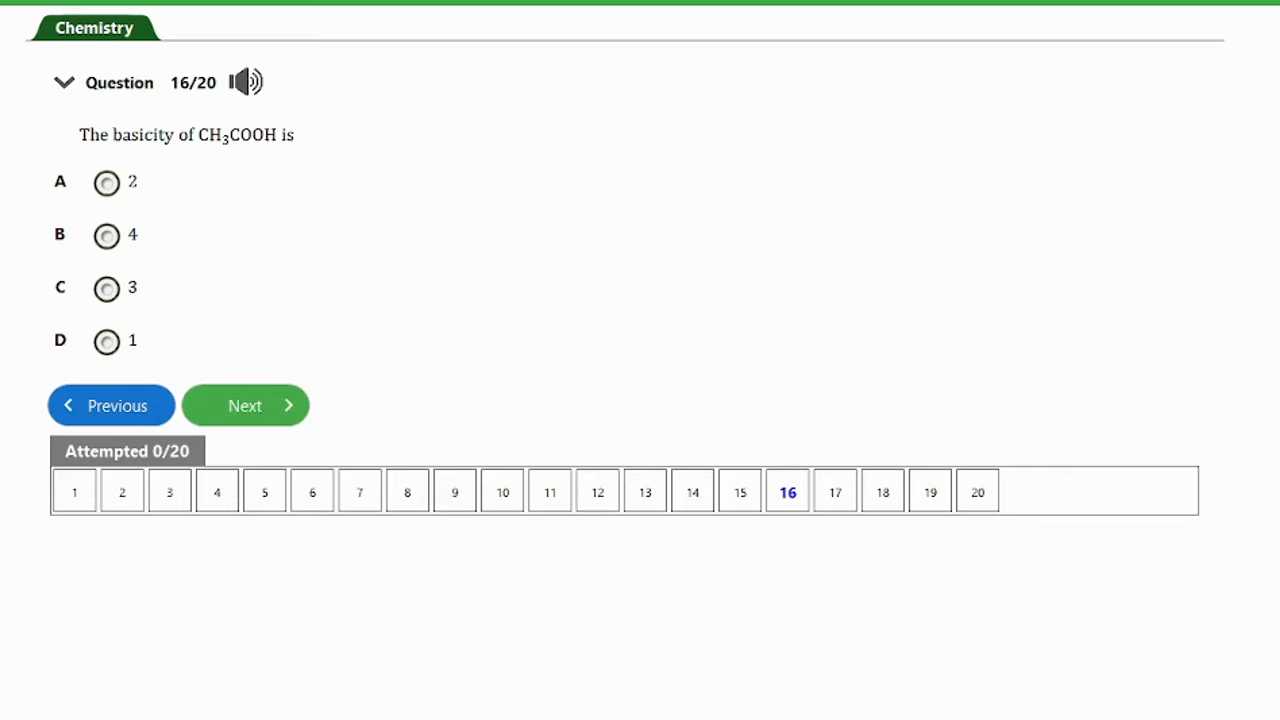 Chemistry
Question 16/20
The basicity of CH₃COOH is
A 2
B 4
C 3
D 1
Previous Next
Attempted 0/20
1 2 3 4 5 6 7 8 9 10 11 12 13 14 15 16 17 18 19 20